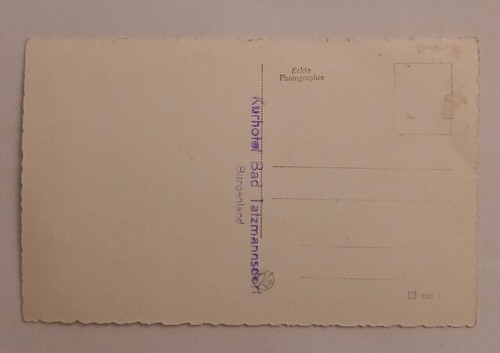 Echte
Photographie
Kurhotel Bad Tatzmannsdorf
Burgenland